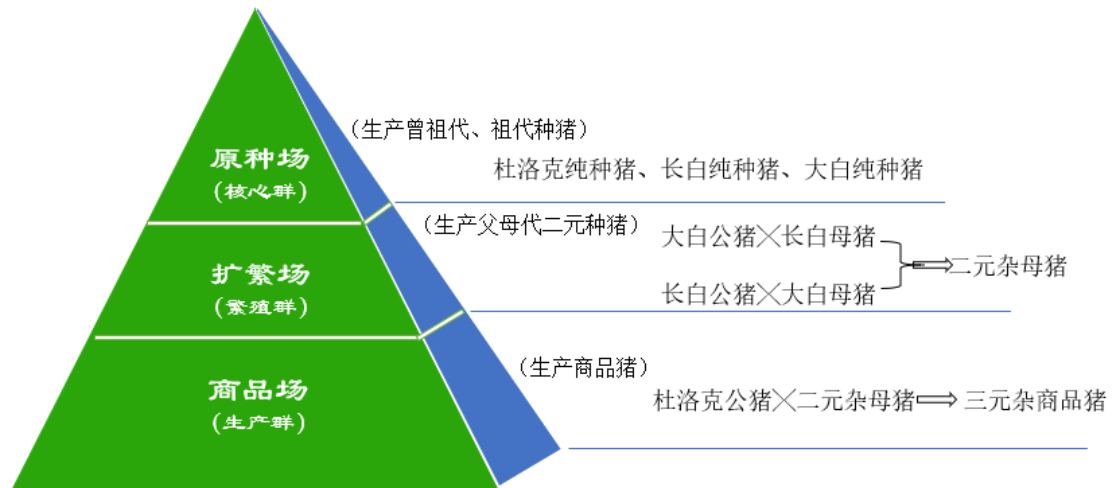 (生产曾祖代、祖代种猪)
原种场
(核心群)
杜洛克纯种猪、长白纯种猪、大白纯种猪
(生产父母代二元种猪)
大白公猪╳长白母猪
扩繁场
(繁殖群)
二元杂母猪
长白公猪╳大白母猪
(生产商品猪)
商品场
(生产群)
杜洛克公猪╳二元杂母猪⇒三元杂商品猪